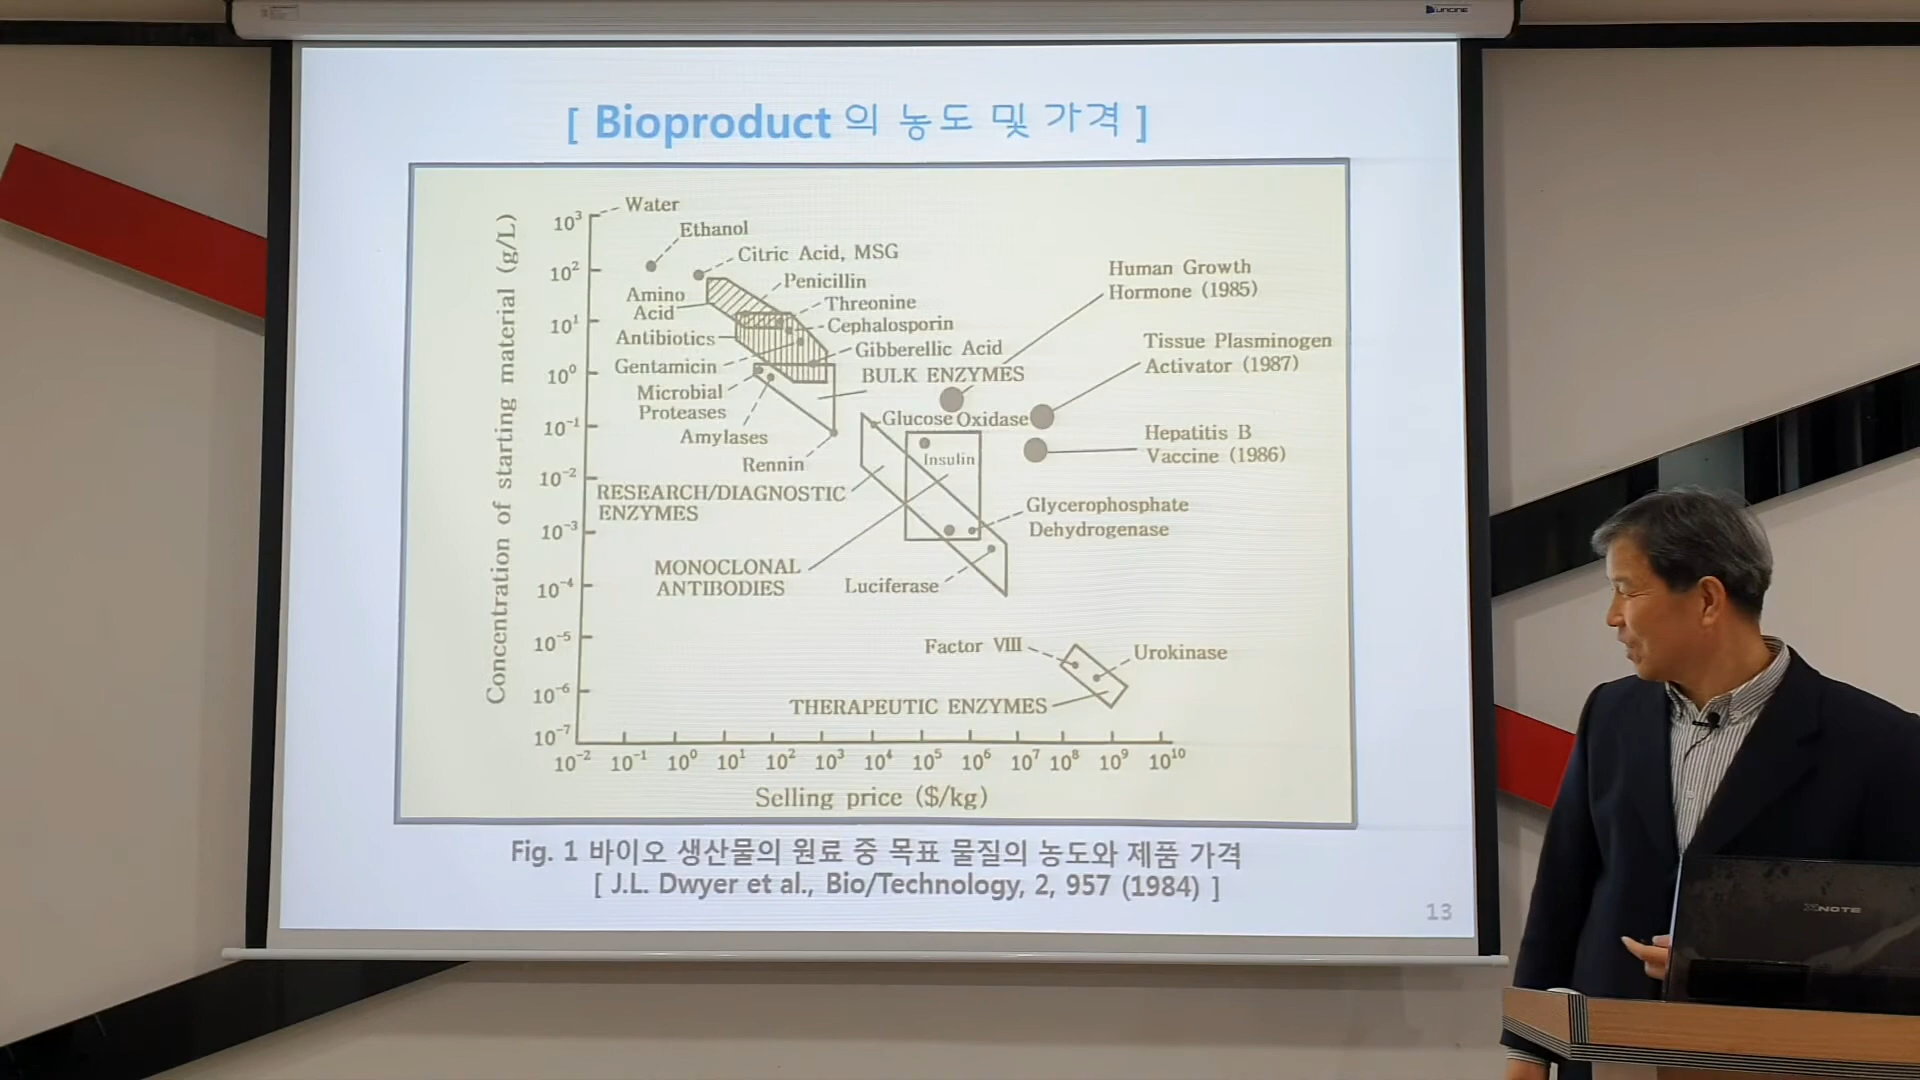 UNICINE
[ Bioproduct 의 농도 및 가격 ]
Concentration of starting material (g/L)
10³
10²
10¹
10⁰
10⁻¹
10⁻²
10⁻³
10⁻⁴
10⁻⁵
10⁻⁶
10⁻⁷
Water
Ethanol
Citric Acid, MSG
Penicillin
Amino
Acid
Threonine
Cephalosporin
Antibiotics
Gibberellic Acid
Gentamicin
BULK ENZYMES
Microbial
Proteases
Amylases
Rennin
Human Growth
Hormone (1985)
Tissue Plasminogen
Activator (1987)
Glucose Oxidase
Hepatitis B
Vaccine (1986)
Insulin
RESEARCH/DIAGNOSTIC
ENZYMES
Glycerophosphate
Dehydrogenase
MONOCLONAL
ANTIBODIES
Luciferase
Factor Ⅷ
Urokinase
THERAPEUTIC ENZYMES
10⁻² 10⁻¹ 10⁰ 10¹ 10² 10³ 10⁴ 10⁵ 10⁶ 10⁷ 10⁸ 10⁹ 10¹⁰
Selling price ($/kg)
Fig. 1 바이오 생산물의 원료 중 목표 물질의 농도와 제품 가격
[ J.L. Dwyer et al., Bio/Technology, 2, 957 (1984) ]
13
XNOTE